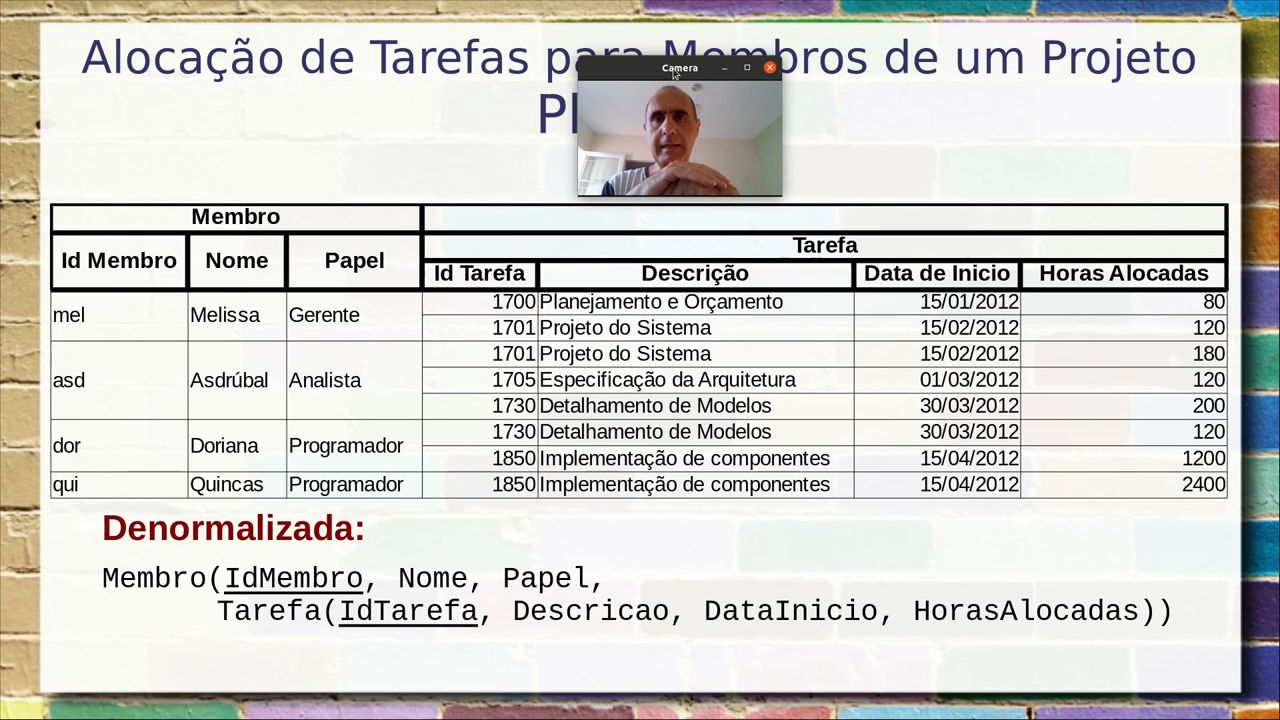 Alocação de Tarefas para Membros de um Projeto
Camera
Membro
Tarefa
Id Membro Nome Papel
Id Tarefa Descrição Data de Inicio Horas Alocadas
mel Melissa Gerente 1700 Planejamento e Orçamento 15/01/2012 80
1701 Projeto do Sistema 15/02/2012 120
asd Asdrúbal Analista 1701 Projeto do Sistema 15/02/2012 180
1705 Especificação da Arquitetura 01/03/2012 120
1730 Detalhamento de Modelos 30/03/2012 200
dor Doriana Programador 1730 Detalhamento de Modelos 30/03/2012 120
1850 Implementação de componentes 15/04/2012 1200
qui Quincas Programador 1850 Implementação de componentes 15/04/2012 2400
Denormalizada:
Membro(IdMembro, Nome, Papel,
Tarefa(IdTarefa, Descricao, DataInicio, HorasAlocadas))